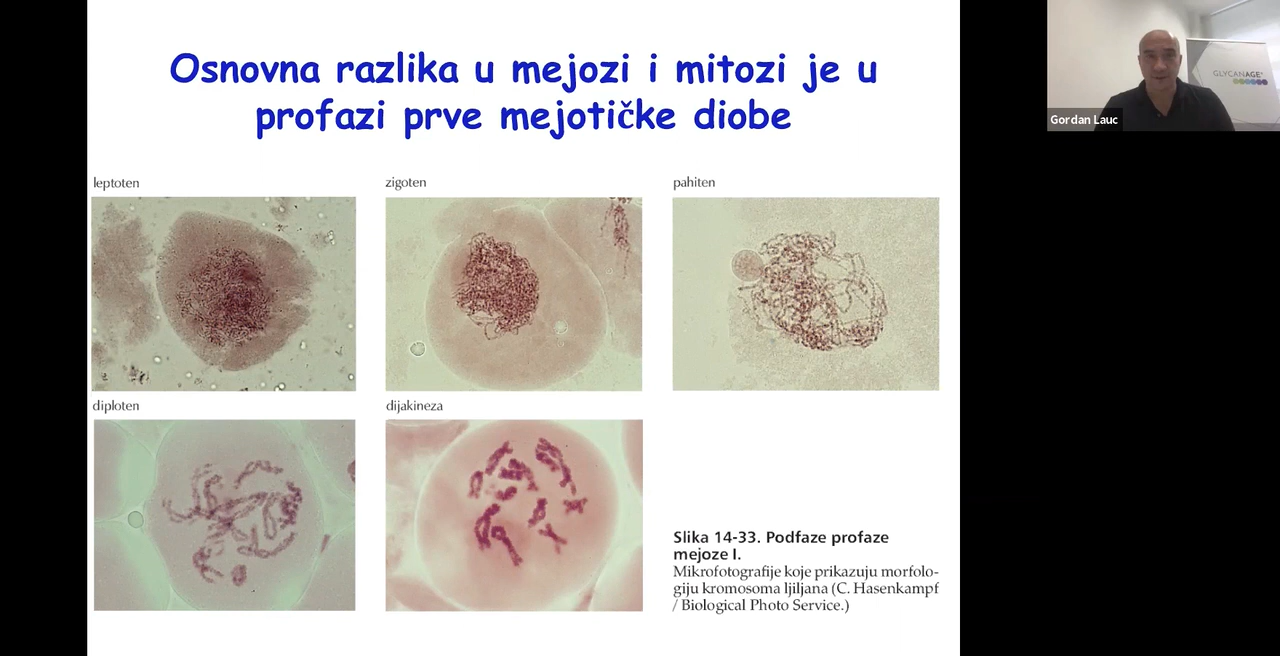 Osnovna razlika u mejozi i mitozi je u
profazi prve mejotičke diobe
leptoten
zigoten
pahiten
diploten
dijakineza
Slika 14-33. Podfaze profaze
mejoze I.
Mikrofotografije koje prikazuju morfolo-
giju kromosoma ljiljana (C. Hasenkampf
/ Biological Photo Service.)
GLYCANAGE
Gordan Lauc